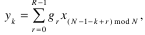 $y_k = \sum_{r=0}^{R-1} g_r x_{(N-1-k+r) \bmod N},$